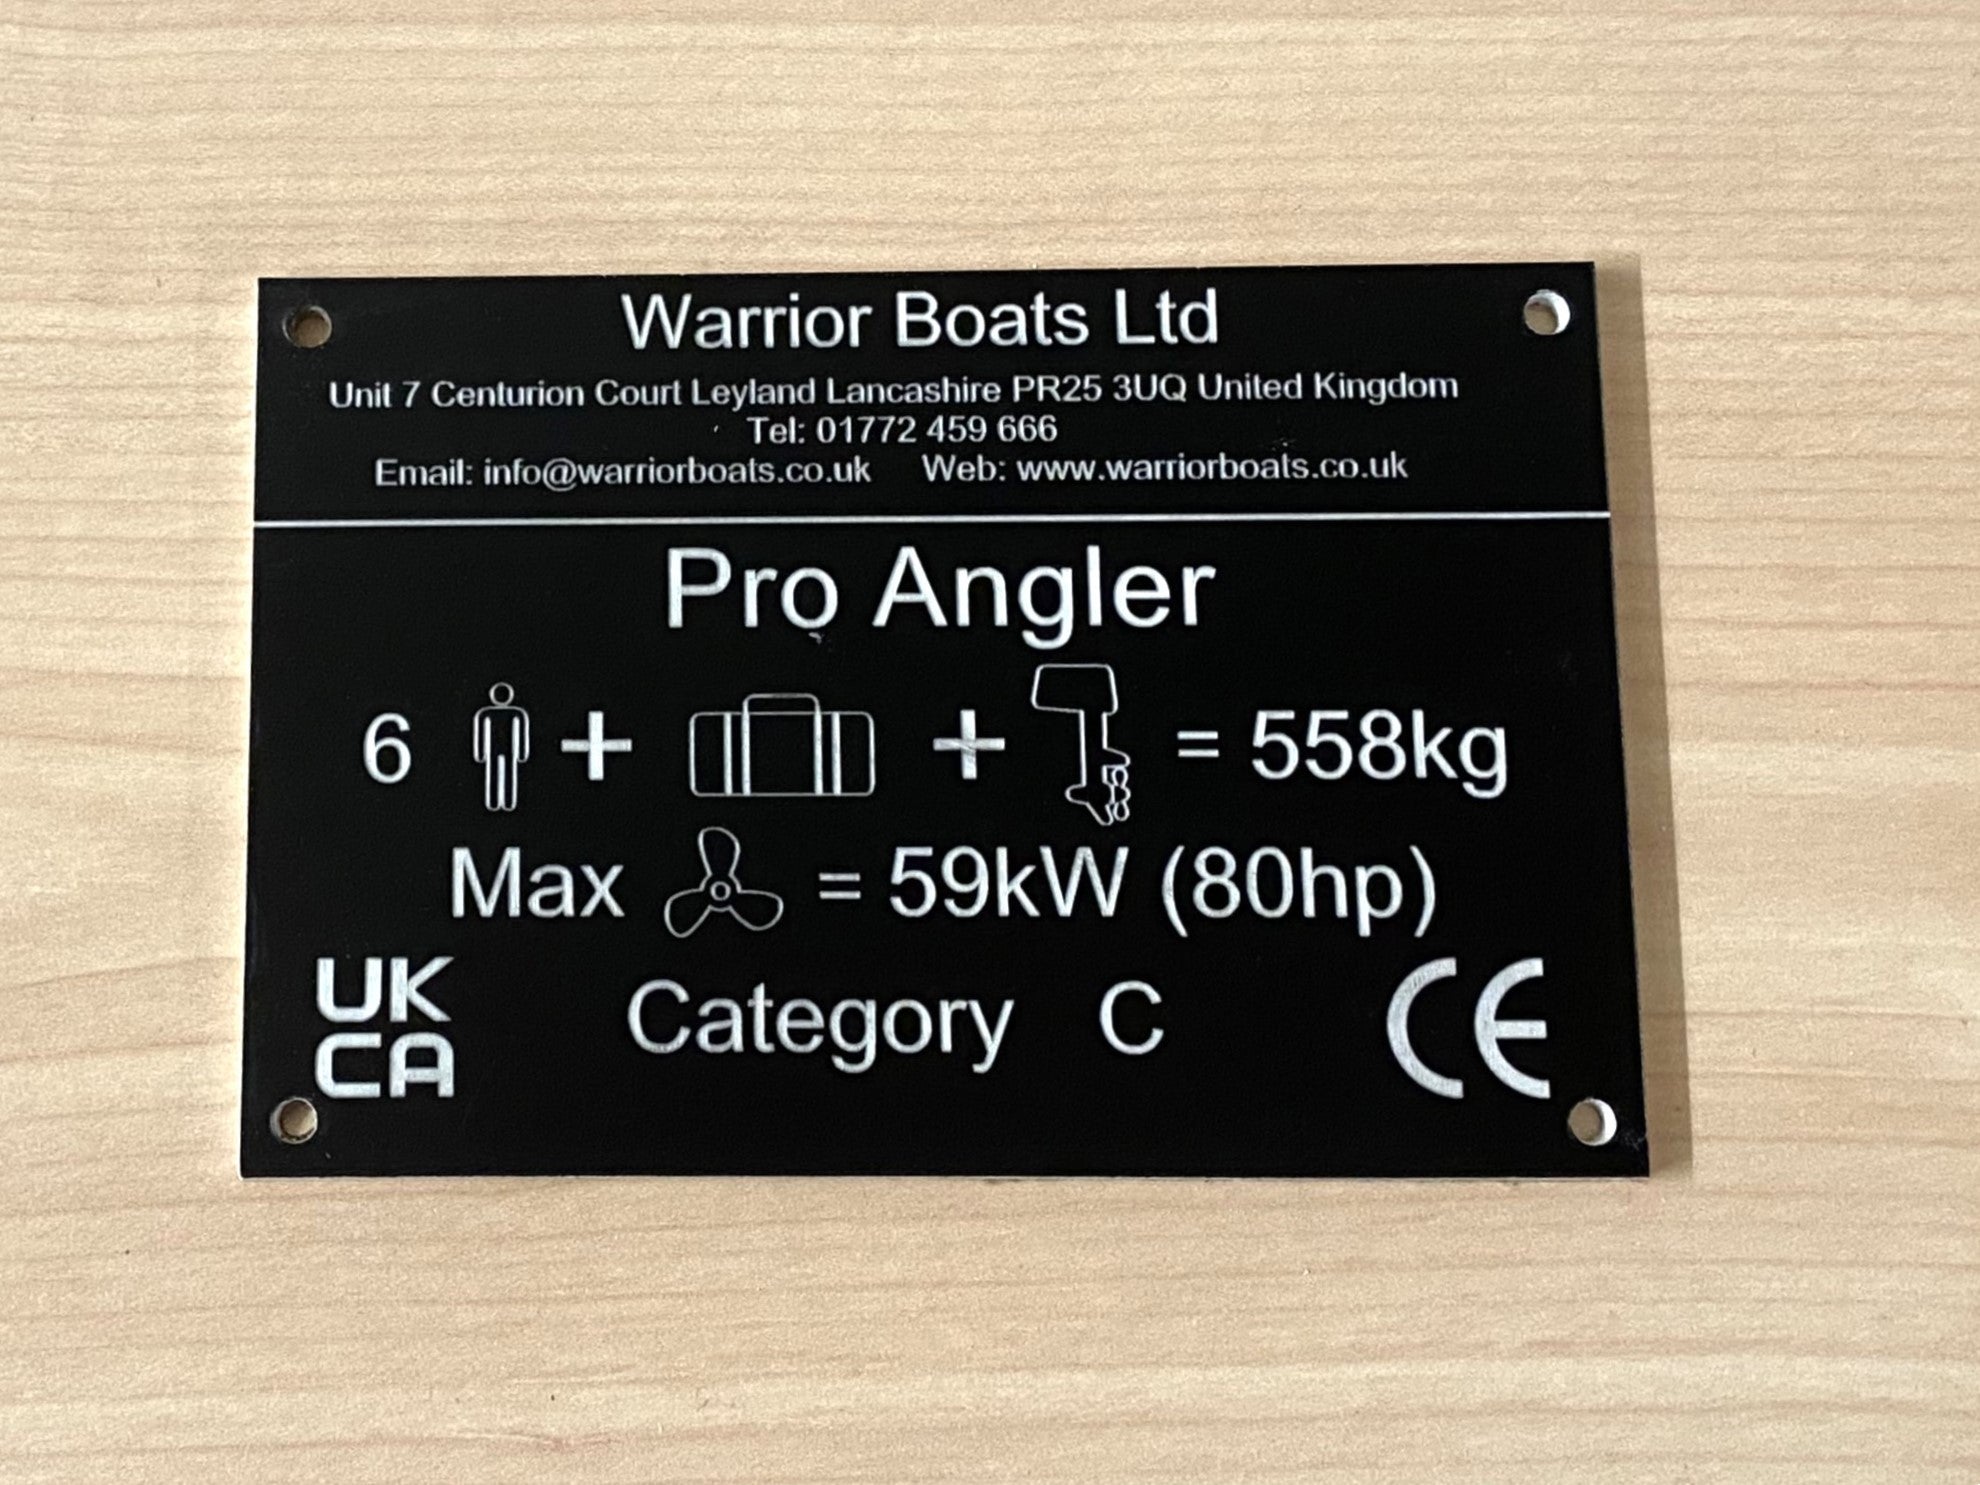 Warrior Boats Ltd
Unit 7 Centurion Court Leyland Lancashire PR25 3UQ United Kingdom
Tel: 01772 459 666
Email: info@warriorboats.co.uk Web: www.warriorboats.co.uk
Pro Angler
6 + + = 558kg
Max = 59kW (80hp)
UK
CA
Category C
CE